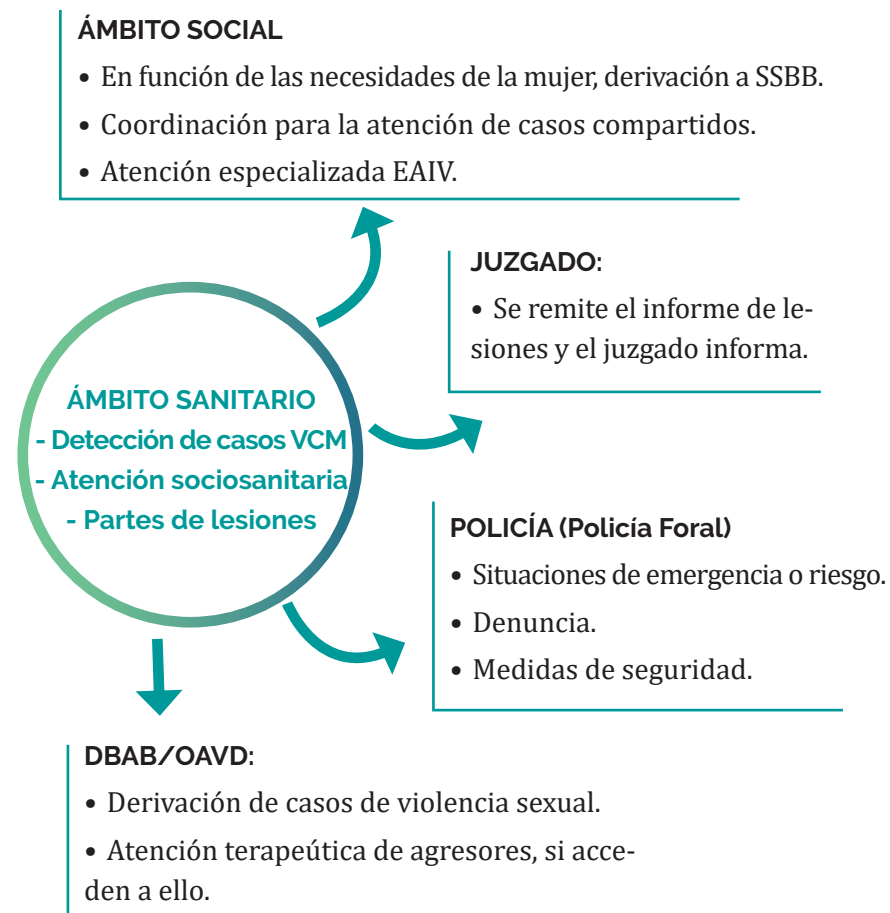 ÁMBITO SOCIAL
• En función de las necesidades de la mujer, derivación a SSBB.
• Coordinación para la atención de casos compartidos.
• Atención especializada EAIV.
JUZGADO:
• Se remite el informe de le-
siones y el juzgado informa.
ÁMBITO SANITARIO
- Detección de casos VCM
- Atención sociosanitaria
- Partes de lesiones
POLICÍA (Policía Foral)
• Situaciones de emergencia o riesgo.
• Denuncia.
• Medidas de seguridad.
DBAB/OAVD:
• Derivación de casos de violencia sexual.
• Atención terapeútica de agresores, si acce-
den a ello.